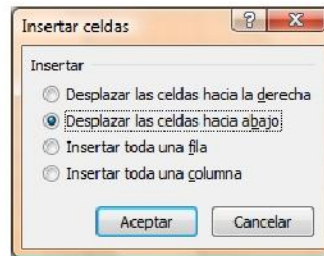 Insertar celdas
Insertar
Desplazar las celdas hacia la derecha
Desplazar las celdas hacia abajo
Insertar toda una fila
Insertar toda una columna
Aceptar
Cancelar